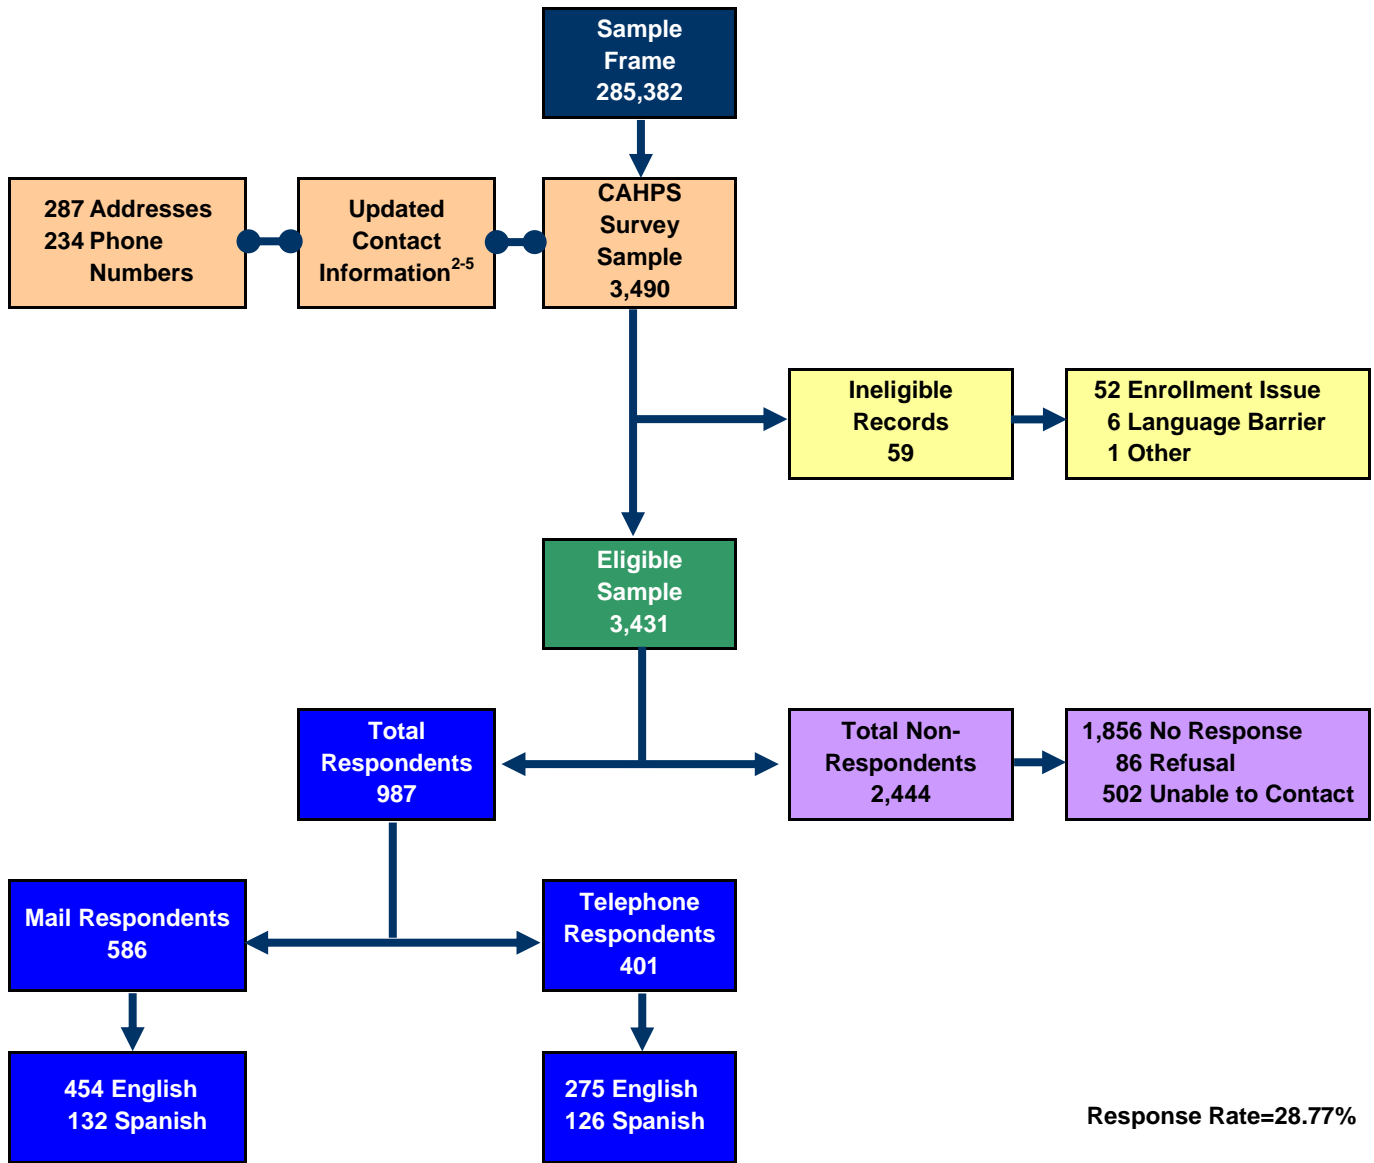 Sample
Frame
285,382
287 Addresses
234 Phone
Numbers
Updated
Contact
Information2-5
CAHPS
Survey
Sample
3,490
Ineligible
Records
59
52 Enrollment Issue
6 Language Barrier
1 Other
Eligible
Sample
3,431
Total
Respondents
987
Total Non-
Respondents
2,444
1,856 No Response
86 Refusal
502 Unable to Contact
Mail Respondents
586
Telephone
Respondents
401
454 English
132 Spanish
275 English
126 Spanish
Response Rate=28.77%